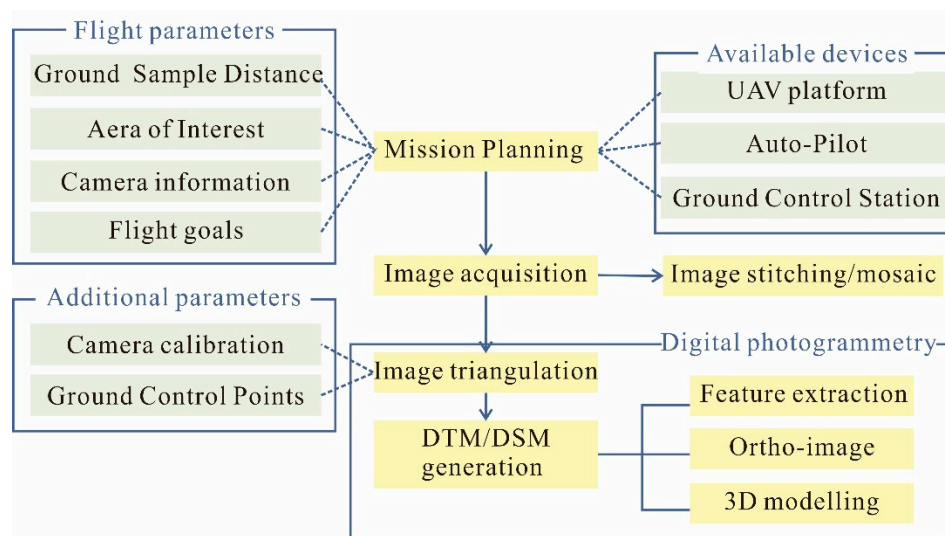 Flight parameters
Ground Sample Distance
Aera of Interest
Camera information
Flight goals
Available devices
UAV platform
Auto-Pilot
Ground Control Station
Mission Planning
Image acquisition
Image stitching/mosaic
Additional parameters
Camera calibration
Ground Control Points
Digital photogrammetry
Image triangulation
DTM/DSM
generation
Feature extraction
Ortho-image
3D modelling